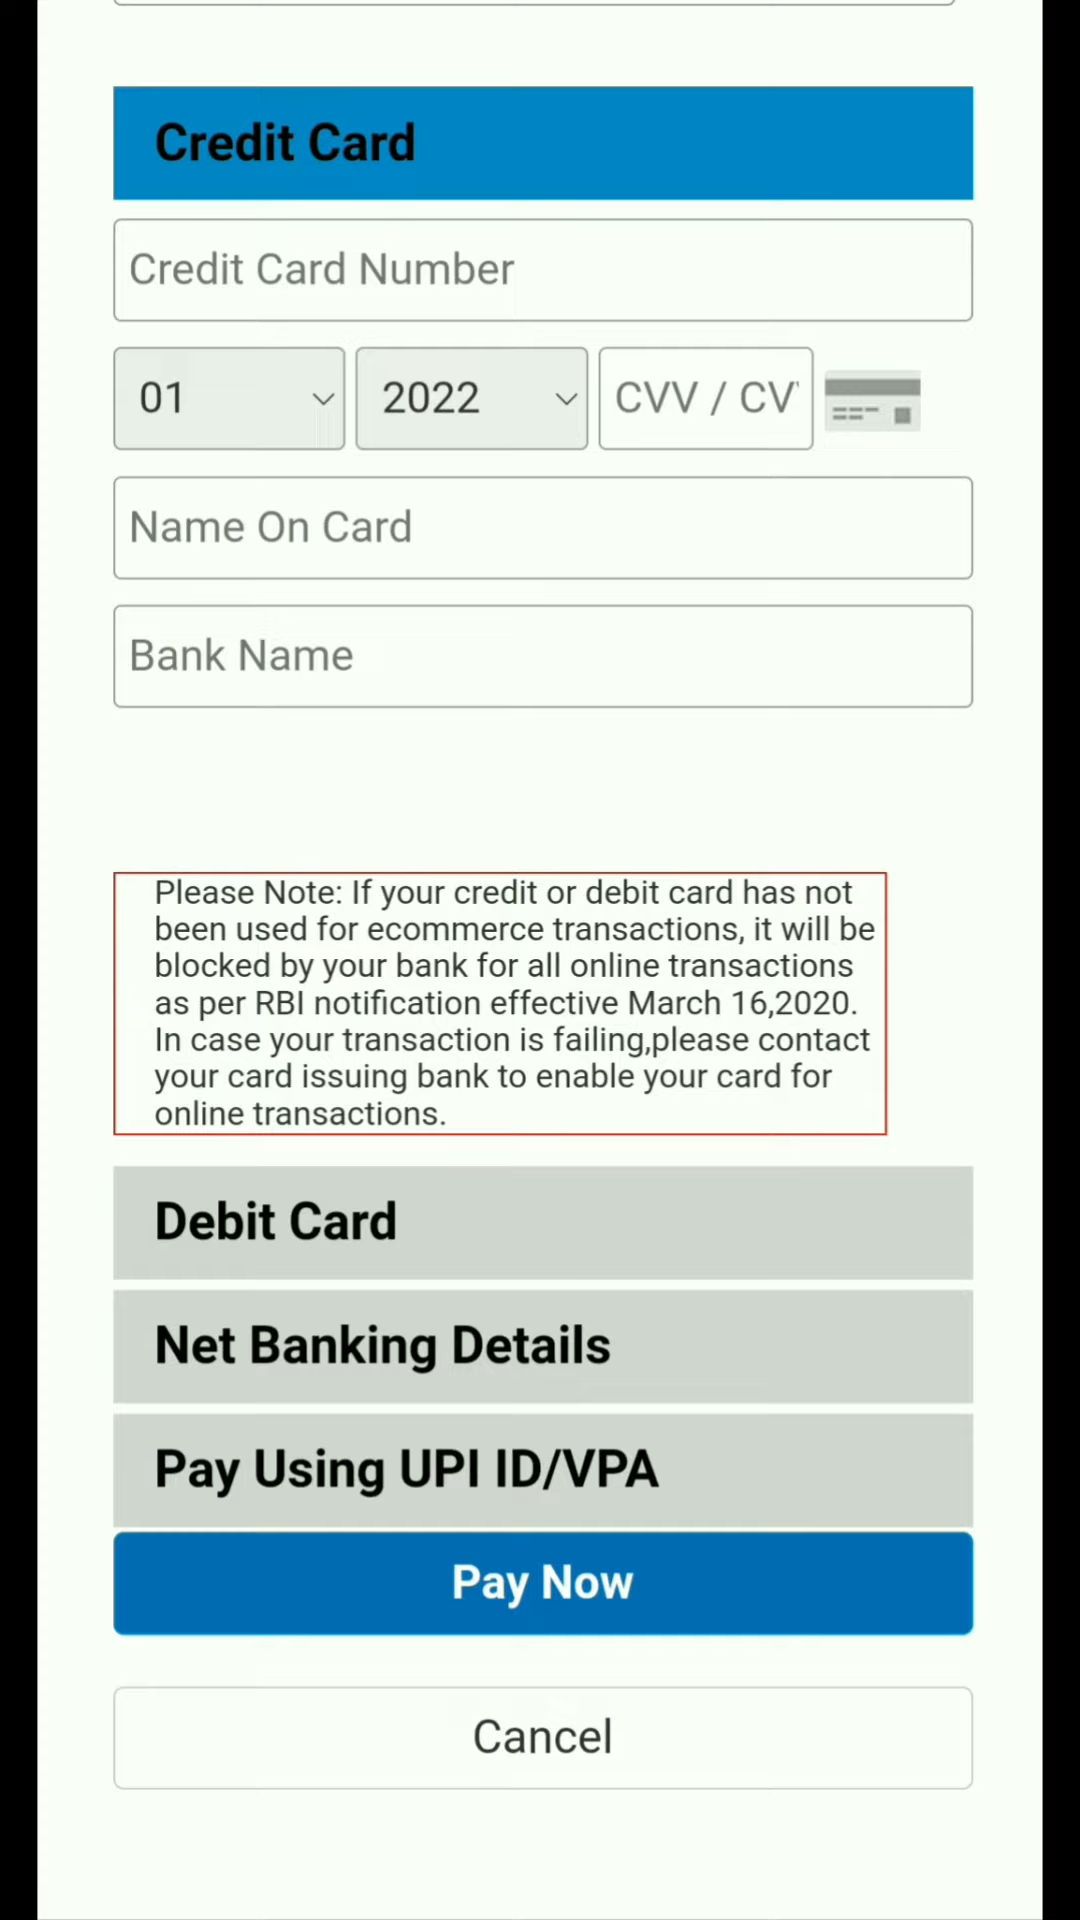 Credit Card
Credit Card Number
01
2022
CVV / CV
Name On Card
Bank Name
Please Note: If your credit or debit card has not
been used for ecommerce transactions, it will be
blocked by your bank for all online transactions
as per RBI notification effective March 16,2020.
In case your transaction is failing,please contact
your card issuing bank to enable your card for
online transactions.
Debit Card
Net Banking Details
Pay Using UPI ID/VPA
Pay Now
Cancel